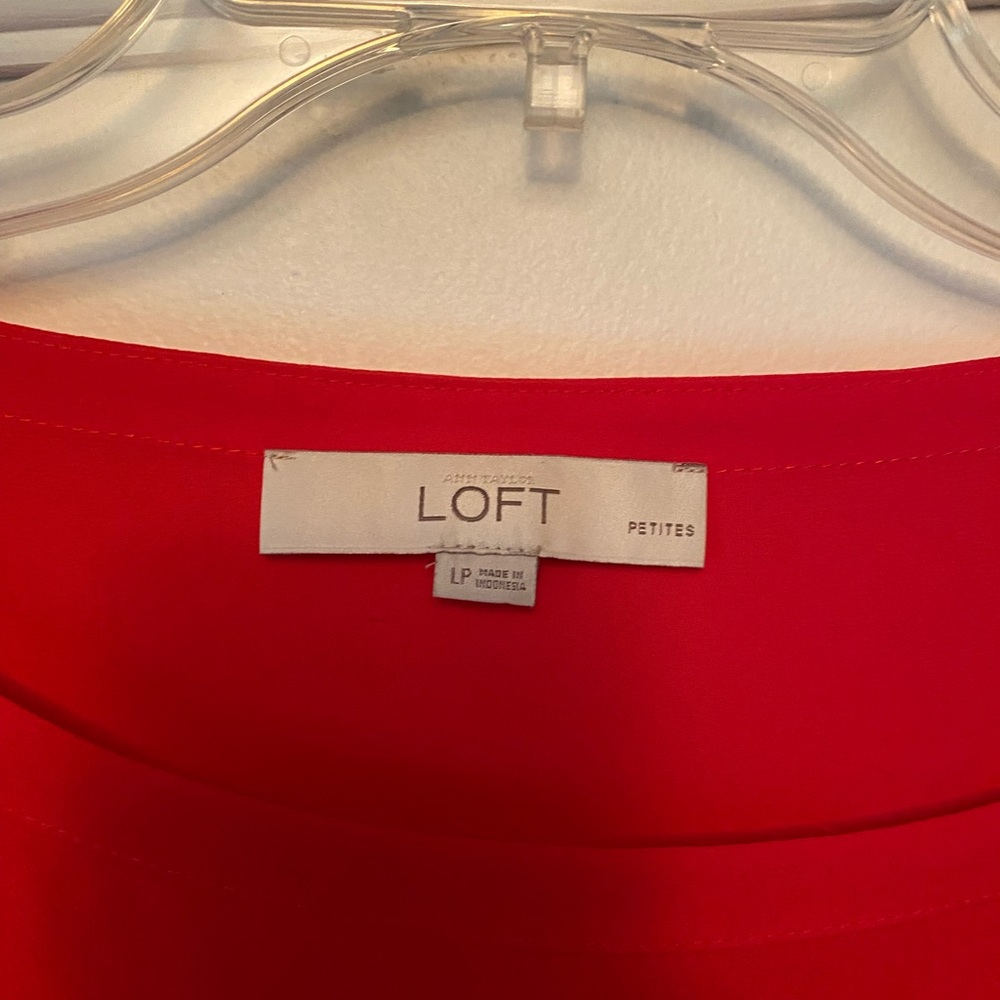 ANN TAYLOR
LOFT
PETITES
LP
MADE IN
INDONESIA